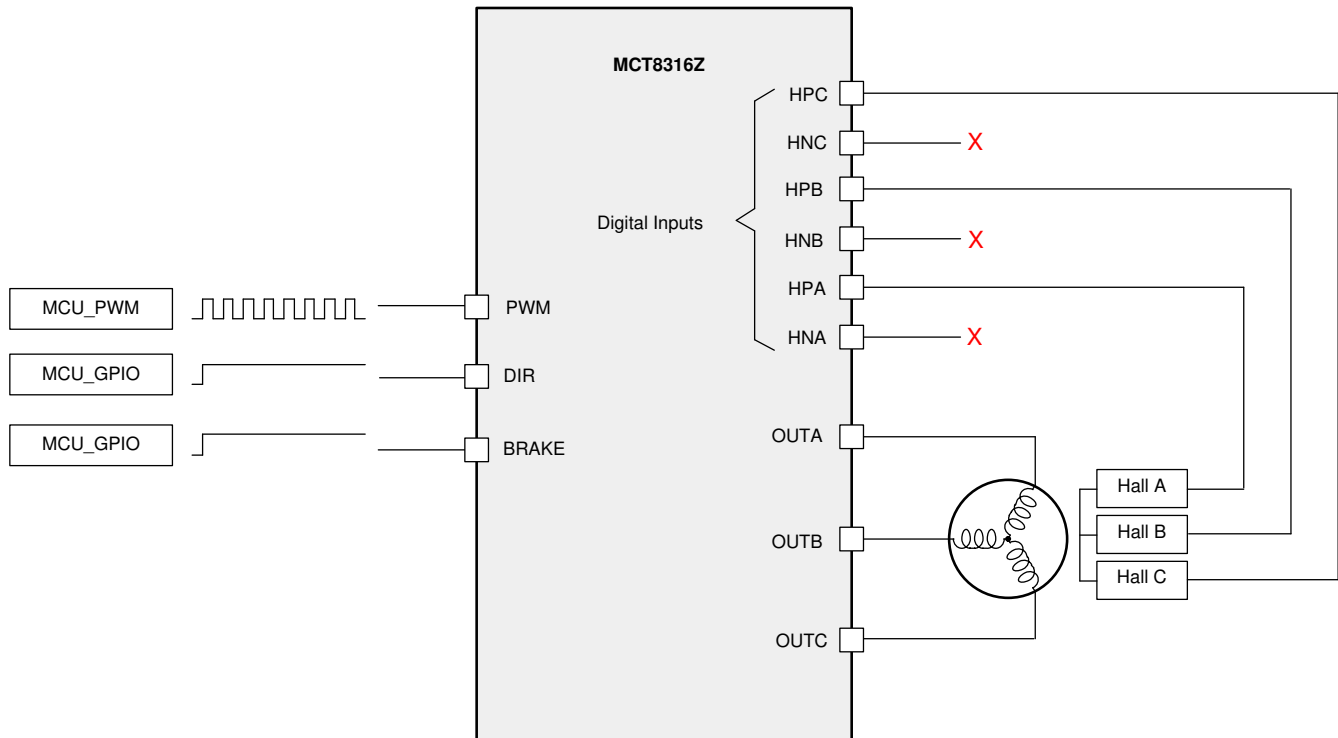 MCT8316Z
HPC
HNC
X
HPB
Digital Inputs
HNB
X
HPA
MCU_PWM
PWM
HNA
X
MCU_GPIO
DIR
MCU_GPIO
BRAKE
OUTA
Hall A
OUTB
Hall B
Hall C
OUTC